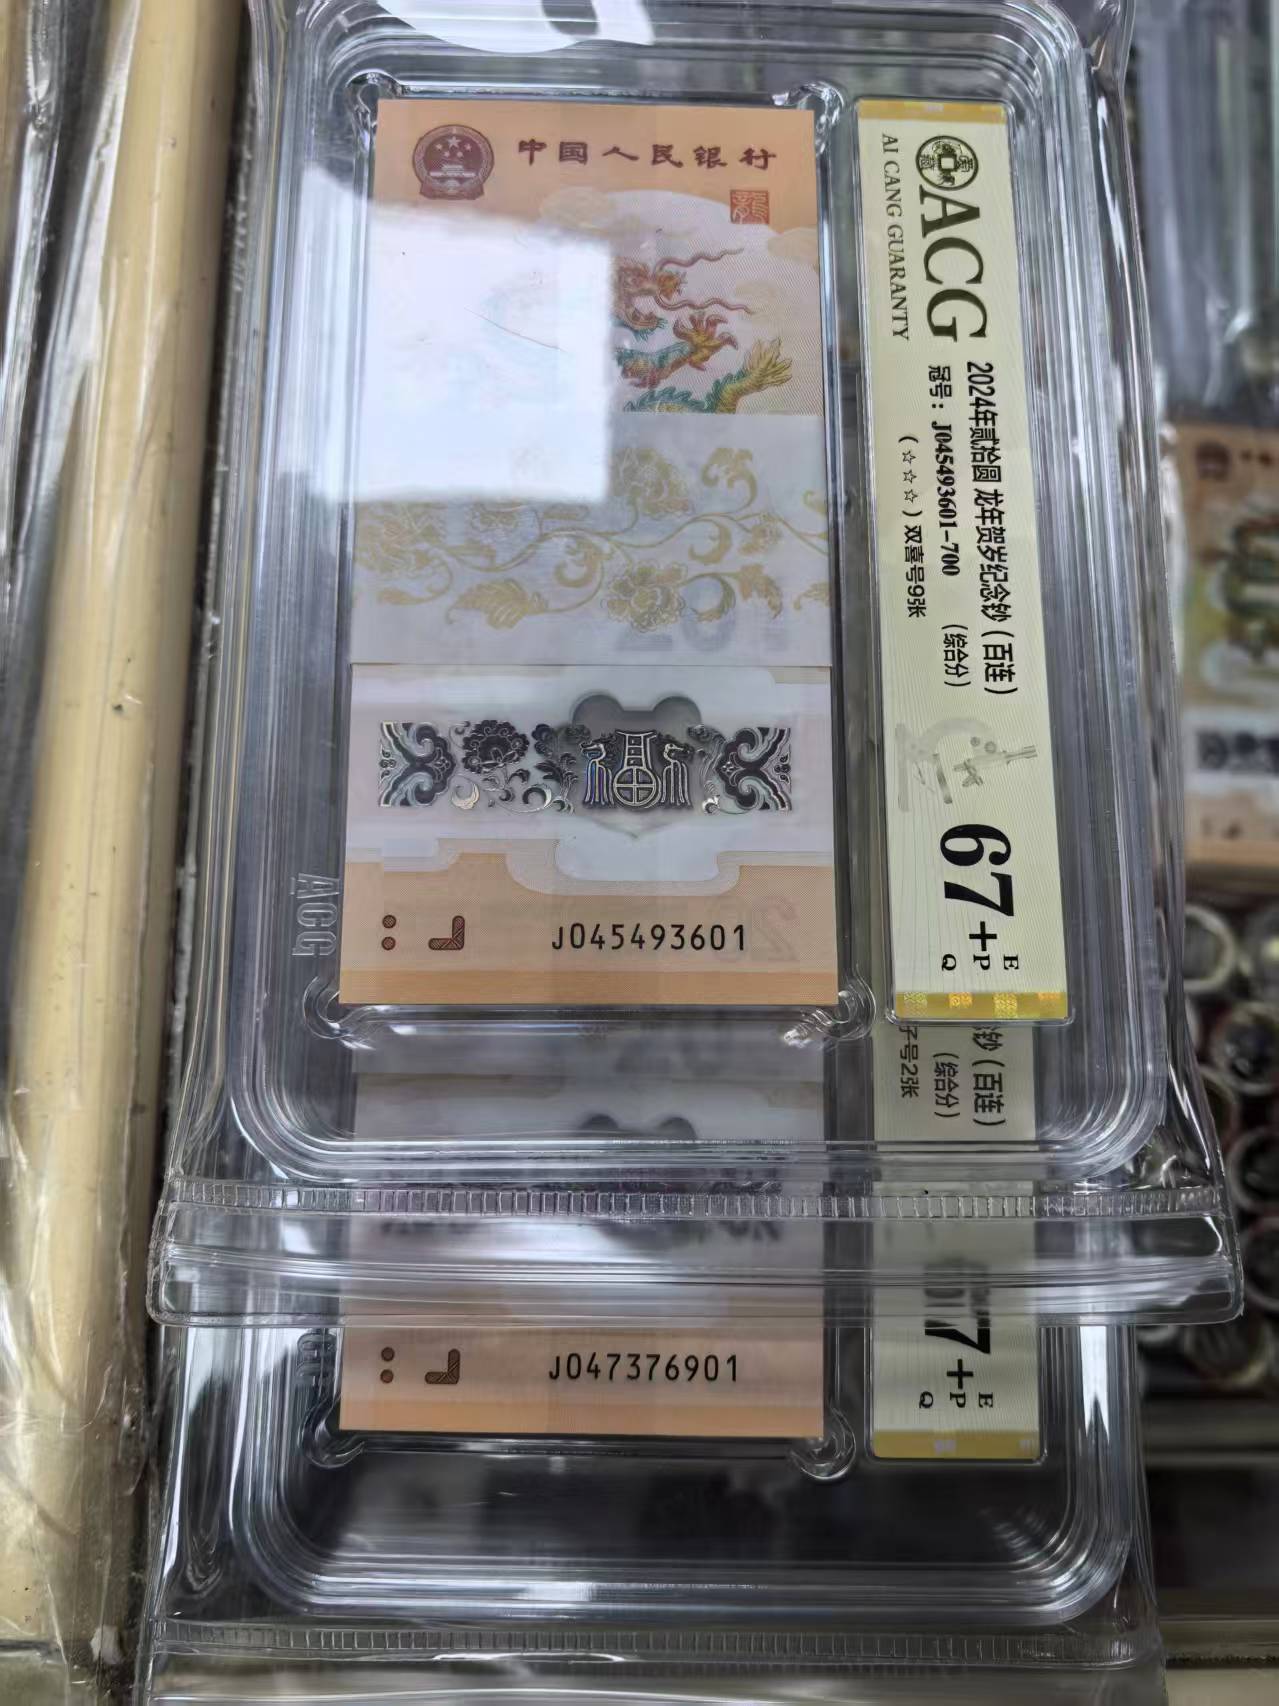 中国人民银行
龍
J045493601
ACG
AI CANG GUARANTY
2024年贰拾圆 龙年贺岁纪念钞（百连）
冠号：J045493601-700 （综合分）
（☆☆☆）双喜号9张
67+
E
P
Q
ACG
念钞（百连）
（综合分）
子号2张
J047376901
67+
E
P
Q